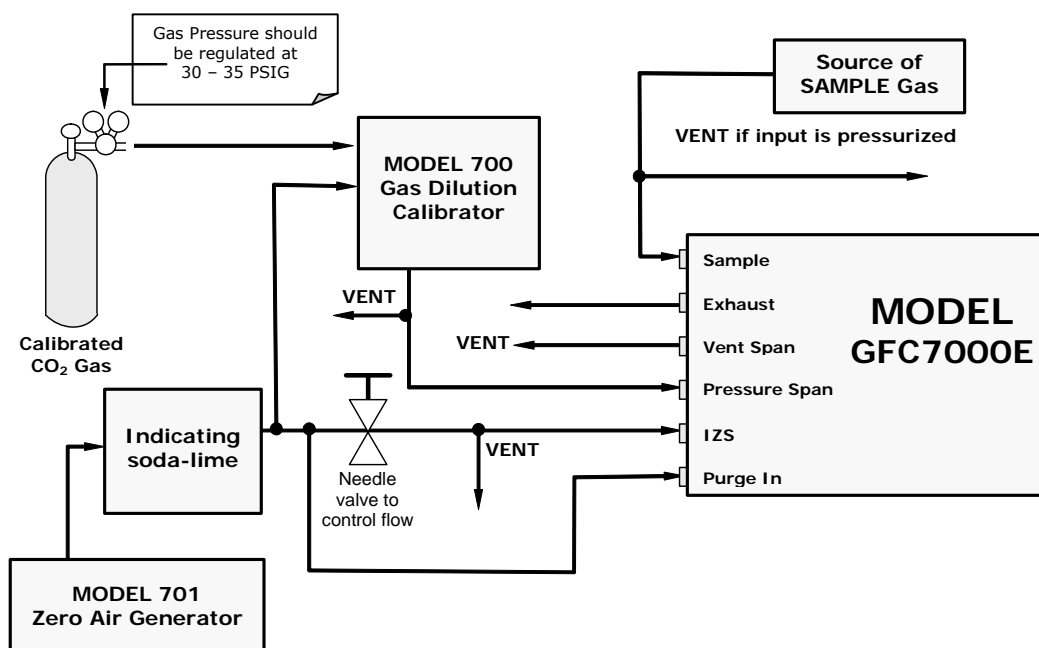 Gas Pressure should
be regulated at
30 – 35 PSIG
Source of
SAMPLE Gas
VENT if input is pressurized
MODEL 700
Gas Dilution
Calibrator
Calibrated
CO₂ Gas
VENT
VENT
Sample
Exhaust
Vent Span
Pressure Span
IZS
Purge In
MODEL
GFC7000E
Indicating
soda-lime
Needle
valve to
control flow
VENT
MODEL 701
Zero Air Generator